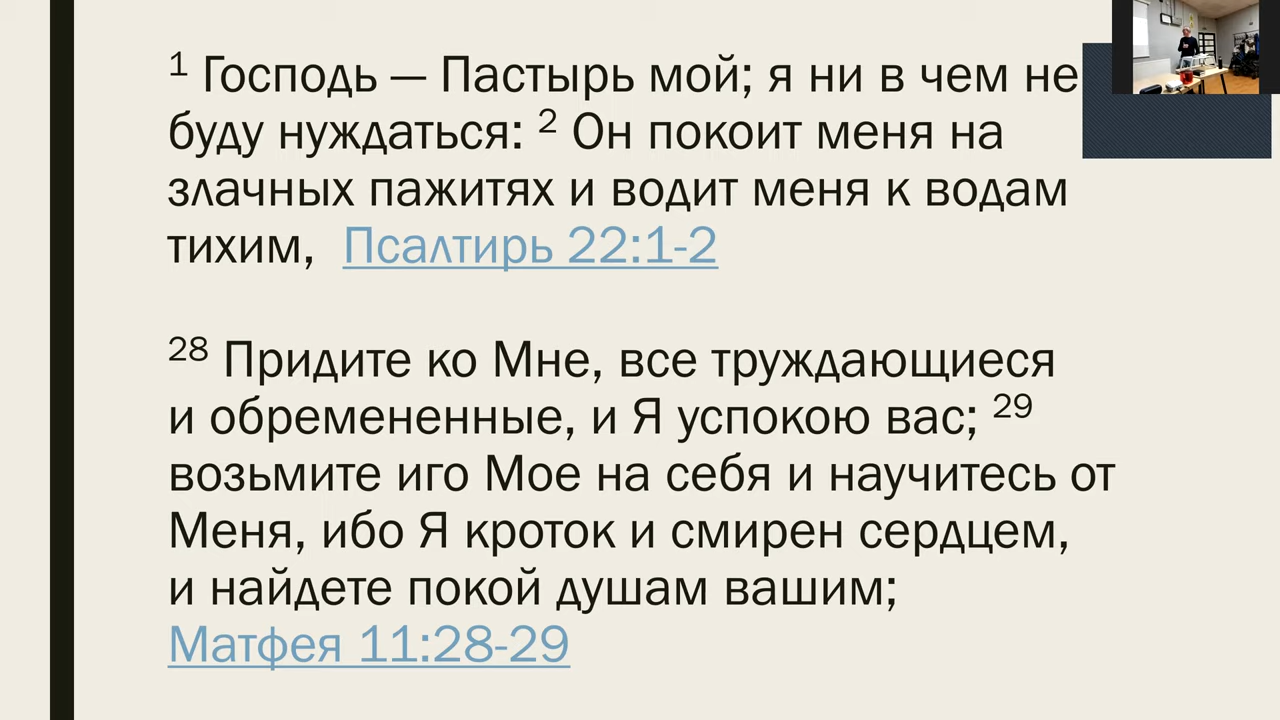 ¹ Господь — Пастырь мой; я ни в чем не
буду нуждаться: ² Он покоит меня на
злачных пажитях и водит меня к водам
тихим, Псалтирь 22:1-2
²⁸ Придите ко Мне, все труждающиеся
и обремененные, и Я успокою вас; ²⁹
возьмите иго Мое на себя и научитесь от
Меня, ибо Я кроток и смирен сердцем,
и найдете покой душам вашим;
Матфея 11:28-29